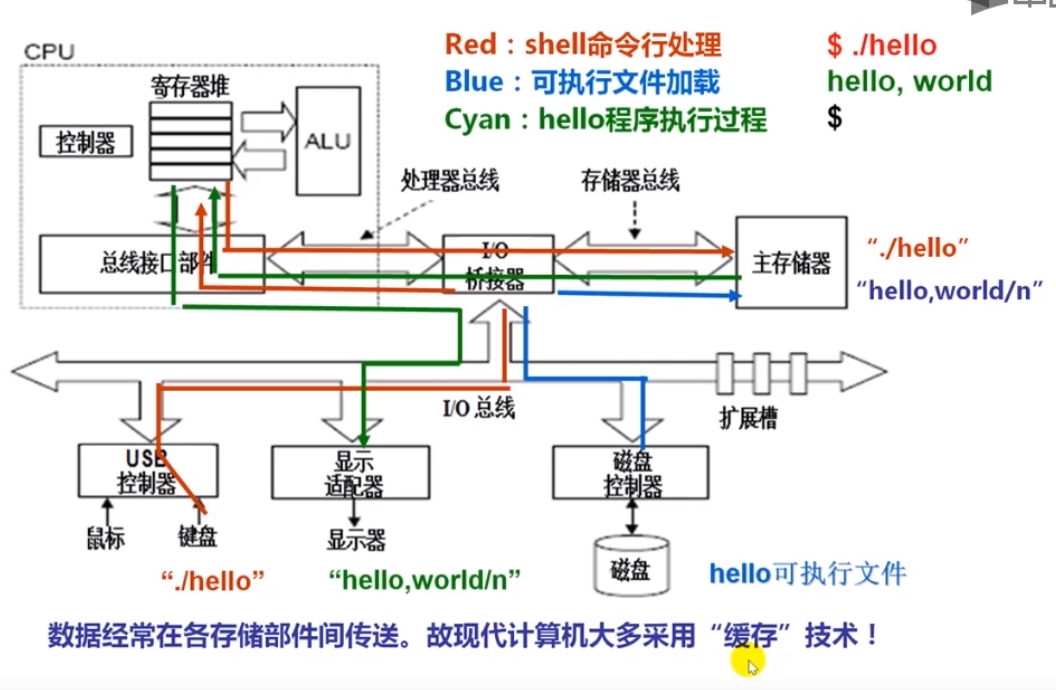 CPU
Red：shell命令行处理
$ ./hello
Blue：可执行文件加载
hello, world
Cyan：hello程序执行过程
$
寄存器堆
控制器
ALU
处理器总线
存储器总线
总线接口部件
I/O
桥接器
主存储器
“./hello”
“hello,world/n”
I/O 总线
扩展槽
USB
控制器
显示
适配器
磁盘
控制器
鼠标
键盘
显示器
磁盘
“./hello”
“hello,world/n”
hello可执行文件
数据经常在各存储部件间传送。故现代计算机大多采用“缓存”技术！